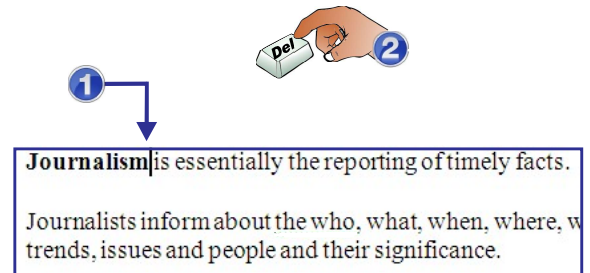 Del
2
1
Journalism is essentially the reporting of timely facts.
Journalists inform about the who, what, when, where, w
trends, issues and people and their significance.